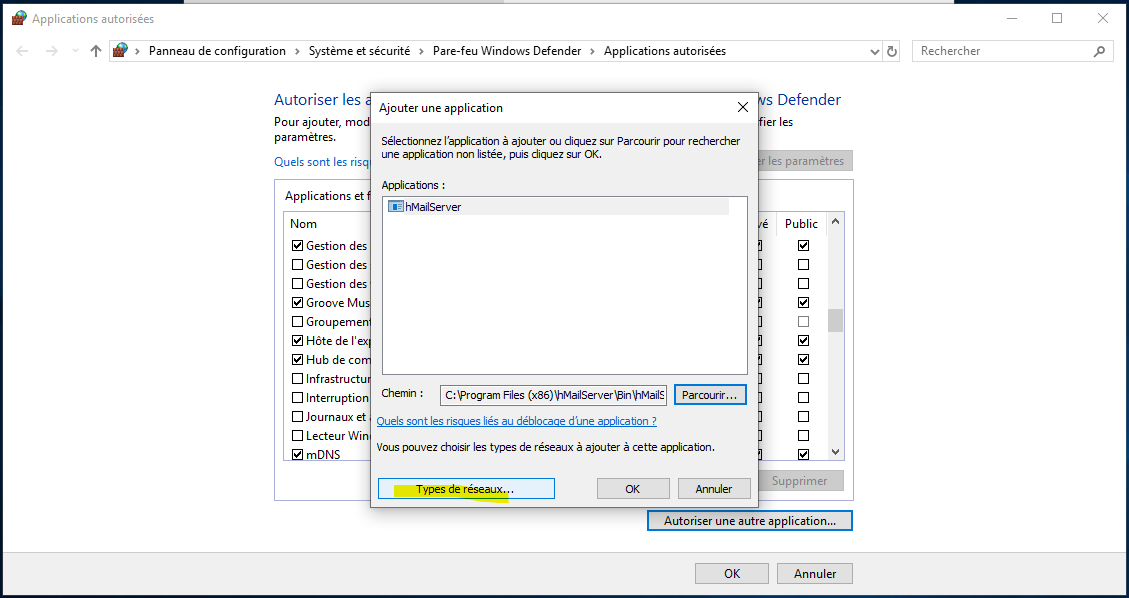 Applications autorisées
Panneau de configuration > Système et sécurité > Pare-feu Windows Defender > Applications autorisées
Rechercher
Autoriser les
Windows Defender
Pour ajouter, mod
fier les
paramètres.
Quels sont les risq
les paramètres
Ajouter une application
Sélectionnez l'application à ajouter ou cliquez sur Parcourir pour rechercher
une application non listée, puis cliquez sur OK.
Applications :
hMailServer
Applications et f
Nom
vé
Public
Gestion des
Gestion des
Gestion des
Groove Mus
Groupement
Hôte de l'exp
Hub de com
Infrastructur
Interruption
Journaux et a
Lecteur Wind
mDNS
Chemin :
C:\Program Files (x86)\hMailServer\Bin\hMailS
Parcourir...
Quels sont les risques liés au déblocage d'une application ?
Vous pouvez choisir les types de réseaux à ajouter à cette application.
Types de réseaux...
OK
Annuler
Supprimer
Autoriser une autre application...
OK
Annuler